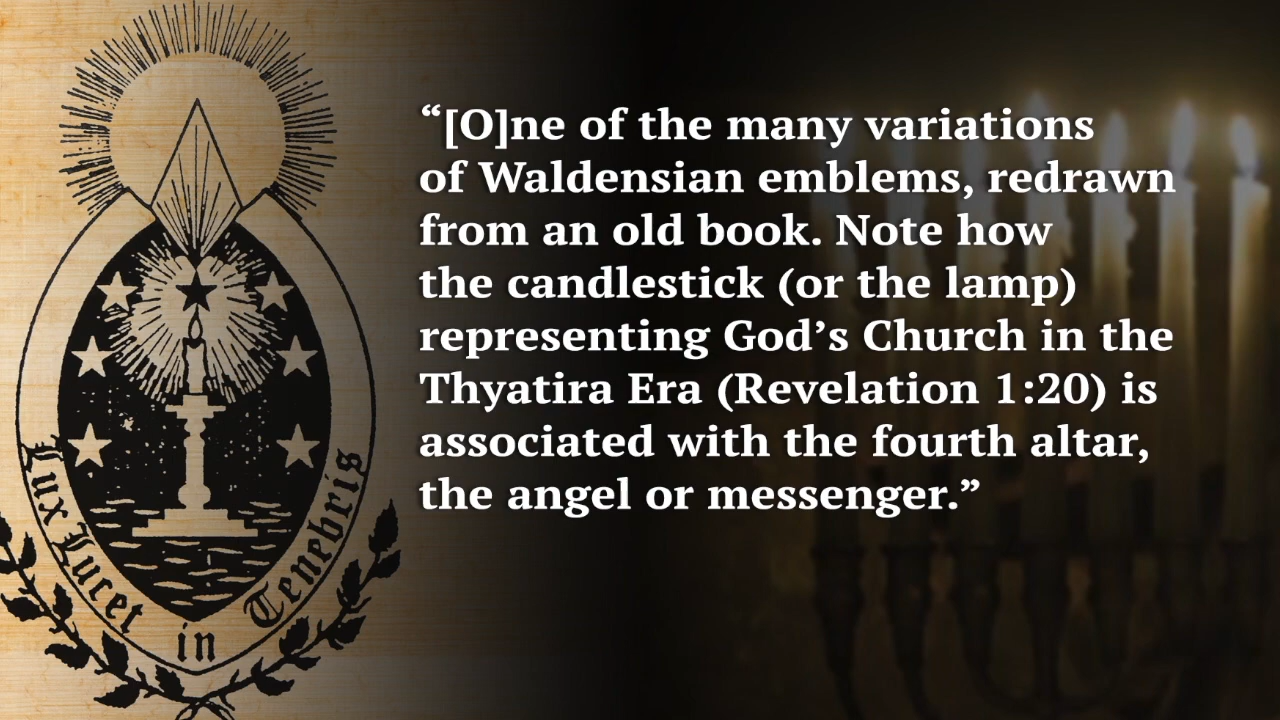 “[O]ne of the many variations
of Waldensian emblems, redrawn
from an old book. Note how
the candlestick (or the lamp)
representing God’s Church in the
Thyatira Era (Revelation 1:20) is
associated with the fourth altar,
the angel or messenger.”
Lux Lucet in Tenebris